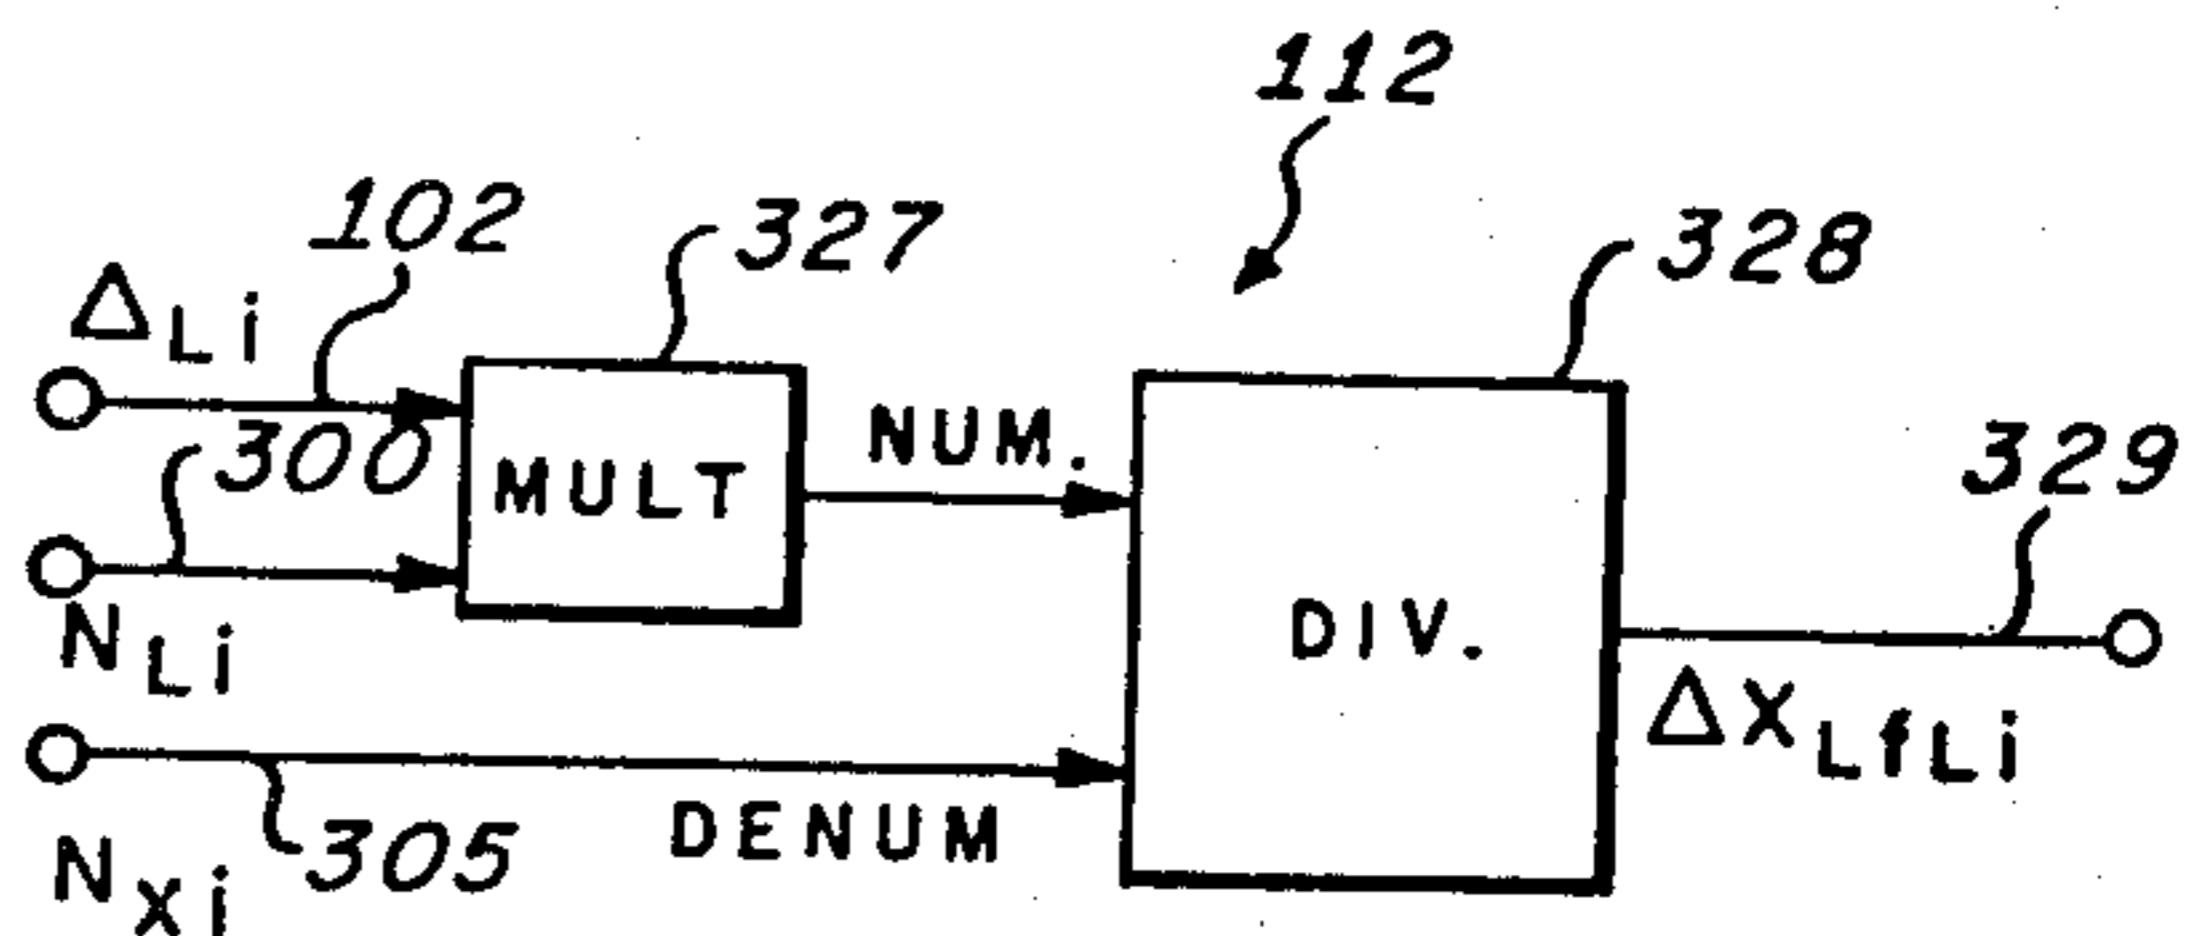 112
102
327
328
ΔLi
300
NUM.
329
MULT
NLi
DIV.
ΔXLfLi
DENUM
305
NXi